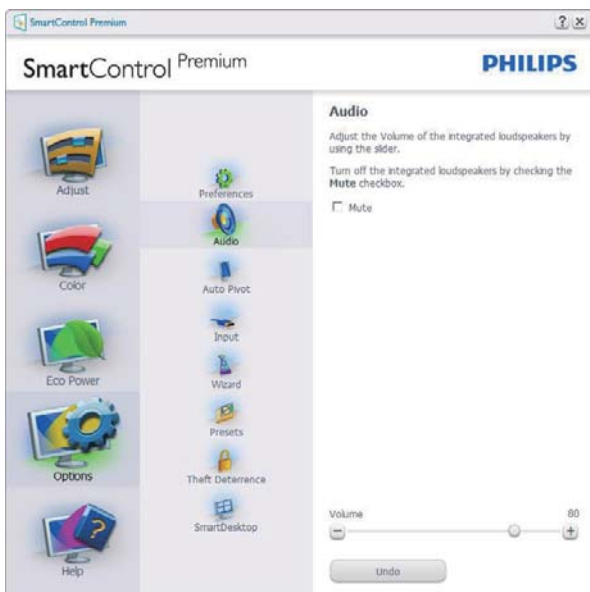 SmartControl Premium
SmartControl Premium
PHILIPS
Adjust
Color
Eco Power
Options
Help
Preferences
Audio
Auto Pivot
Input
Wizard
Presets
Theft Deterrence
SmartDesktop
Audio
Adjust the Volume of the integrated loudspeakers by
using the slider.
Turn off the integrated loudspeakers by checking the
Mute checkbox.
Mute
Volume 80
Undo